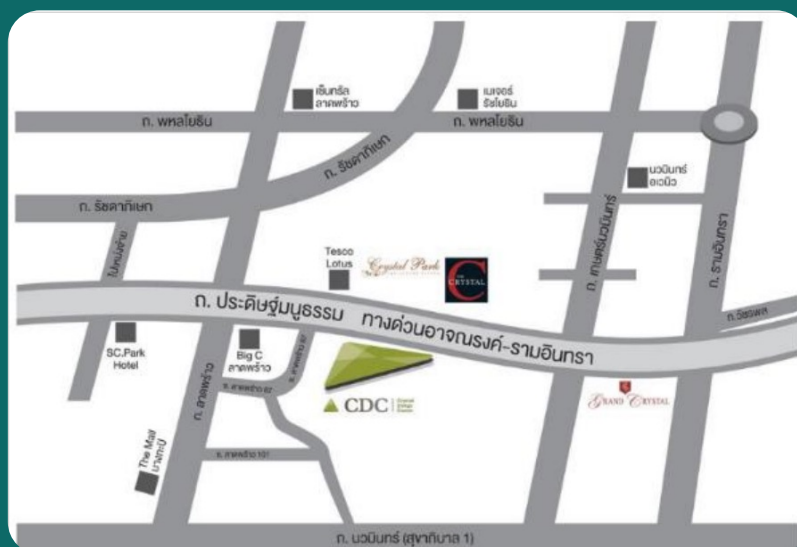 เซ็นทรัล
ลาดพร้าว
เมเจอร์
รัชโยธิน
ถ. พหลโยธิน
ถ. พหลโยธิน
ถ. รัชดาภิเษก
นวมินทร์
อเวนิว
ถ. รัชดาภิเษก
ถ. เกษตรนวมินทร์
ถ. รามอินทรา
Tesco
Lotus
Crystal Park
THE
CRYSTAL
ถ. ประดิษฐ์มนูธรรม ทางด่วนอาจณรงค์-รามอินทรา
SC.Park
Hotel
Big C
ลาดพร้าว
ถ. ลาดพร้าว
CDC
Crystal
Design
Center
GRAND CRYSTAL
The Mall
บางกะปิ
ซ. ลาดพร้าว 101
ถ. นวมินทร์ (สุขาภิบาล 1)